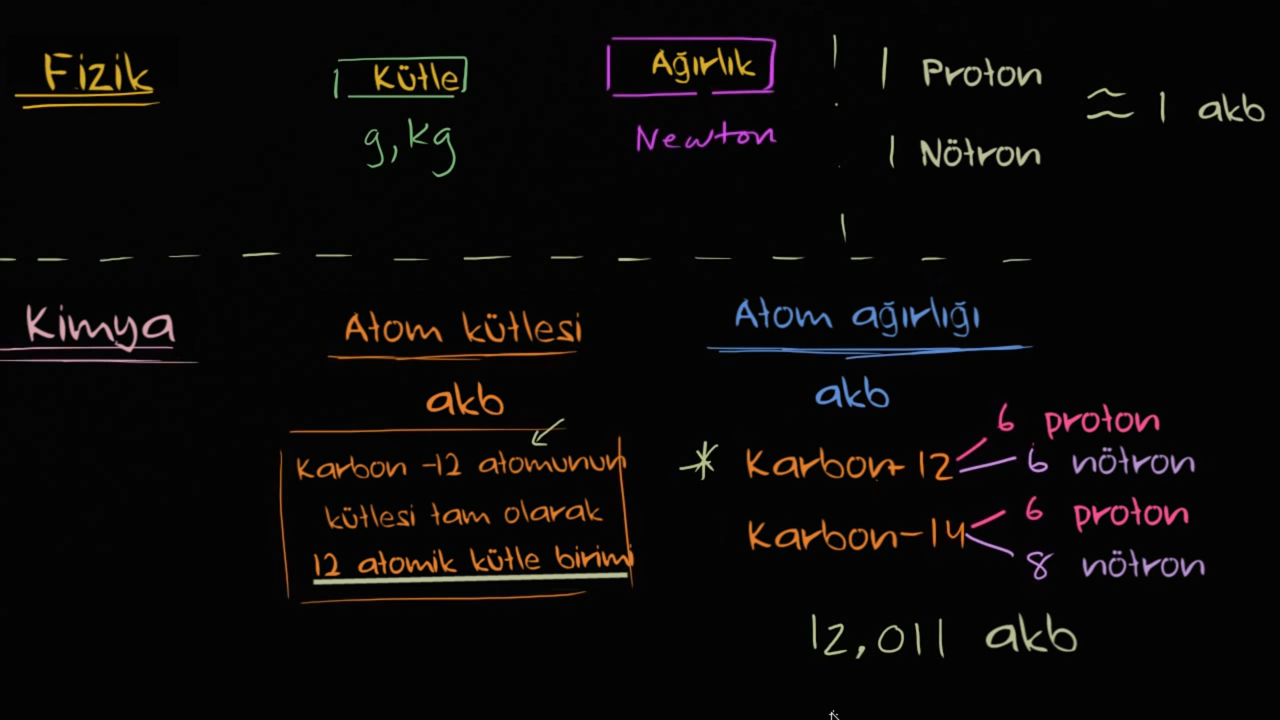 Fizik
Kütle
g, kg
Ağırlık
Newton
1 Proton
1 Nötron
≈ 1 akb
Kimya
Atom kütlesi
akb
Karbon -12 atomunun
kütlesi tam olarak
12 atomik kütle birimi
Atom ağırlığı
akb
* Karbon-12
6 proton
6 nötron
Karbon-14
6 proton
8 nötron
12,011 akb